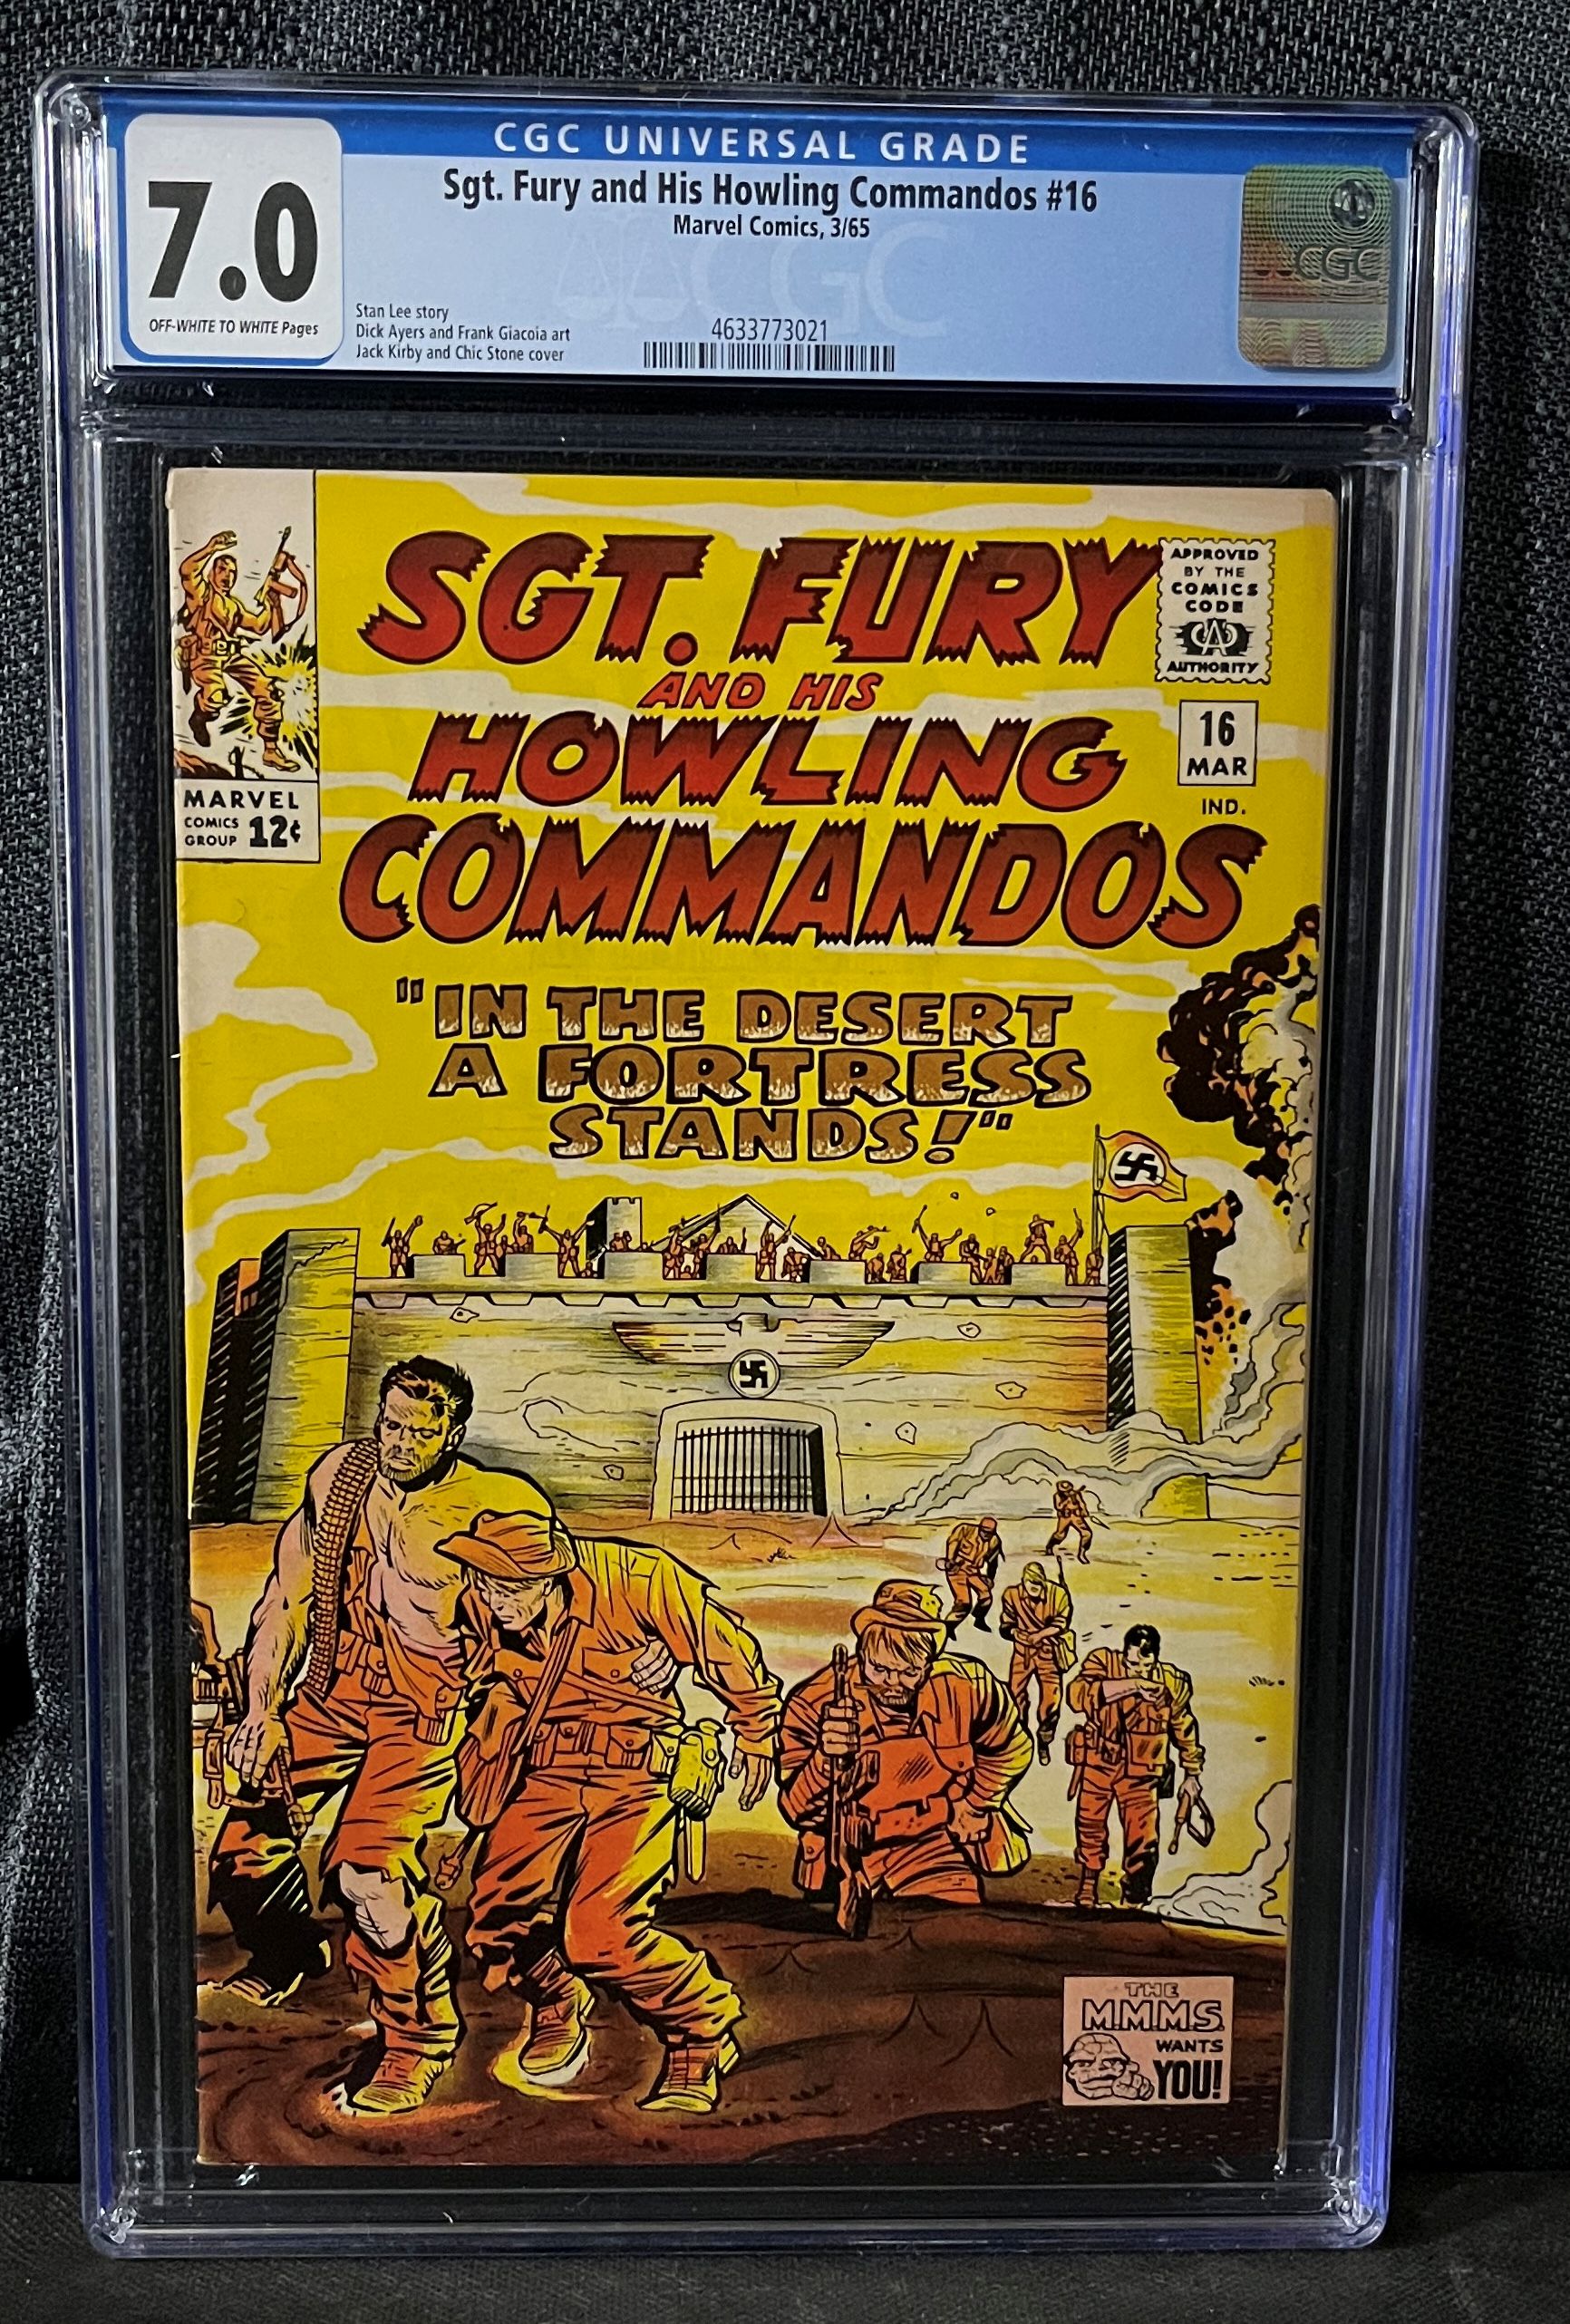 CGC UNIVERSAL GRADE
7.0
OFF-WHITE TO WHITE Pages
Sgt. Fury and His Howling Commandos #16
Marvel Comics, 3/65
Stan Lee story
Dick Ayers and Frank Giacoia art
Jack Kirby and Chic Stone cover
4633773021
CGC
CGC
MARVEL
COMICS
GROUP 12¢
SGT. FURY
AND HIS
HOWLING
COMMANDOS
APPROVED
BY THE
COMICS
CODE
CA
AUTHORITY
16
MAR
IND.
"IN THE DESERT
A FORTRESS
STANDS!"
THE
M.M.M.S.
WANTS
YOU!